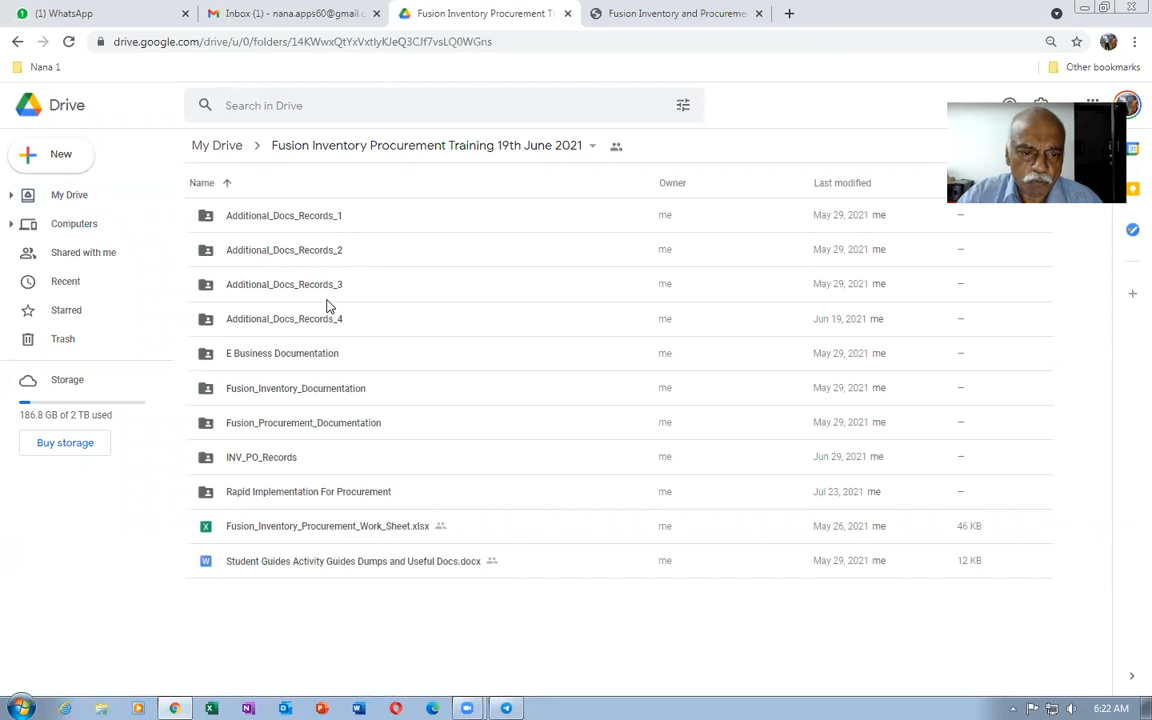 (1) WhatsApp
Inbox (1) - nana.apps60@gmail.c
Fusion Inventory Procurement T
Fusion Inventory and Procureme
drive.google.com/drive/u/0/folders/14KWwxQtYxVxtIyKJeQ3CJf7vsLQ0WGns
Nana 1
Other bookmarks
Drive
Search in Drive
New
My Drive > Fusion Inventory Procurement Training 19th June 2021
Name
Owner
Last modified
My Drive
Computers
Shared with me
Recent
Starred
Trash
Storage
186.8 GB of 2 TB used
Buy storage
Additional_Docs_Records_1 me May 29, 2021 me —
Additional_Docs_Records_2 me May 29, 2021 me —
Additional_Docs_Records_3 me May 29, 2021 me —
Additional_Docs_Records_4 me Jun 19, 2021 me —
E Business Documentation me May 29, 2021 me —
Fusion_Inventory_Documentation me May 29, 2021 me —
Fusion_Procurement_Documentation me May 29, 2021 me —
INV_PO_Records me Jun 29, 2021 me —
Rapid Implementation For Procurement me Jul 23, 2021 me —
Fusion_Inventory_Procurement_Work_Sheet.xlsx me May 26, 2021 me 46 KB
Student Guides Activity Guides Dumps and Useful Docs.docx me May 29, 2021 me 12 KB
6:22 AM